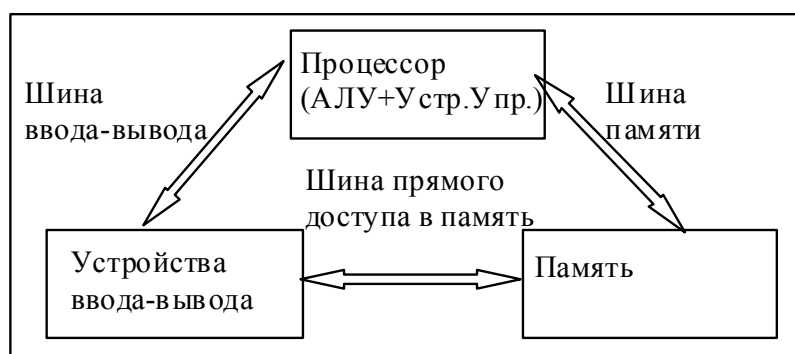 Процессор
(АЛУ+Устр.Упр.)
Шина
ввода-вывода
Шина
памяти
Шина прямого
доступа в память
Устройства
ввода-вывода
Память